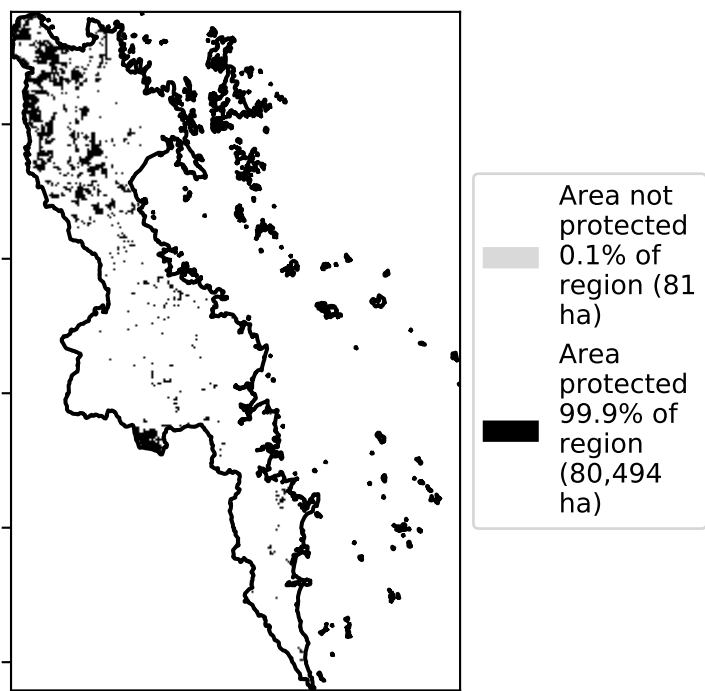 Area not
protected
0.1% of
region (81
ha)
Area
protected
99.9% of
region
(80,494
ha)